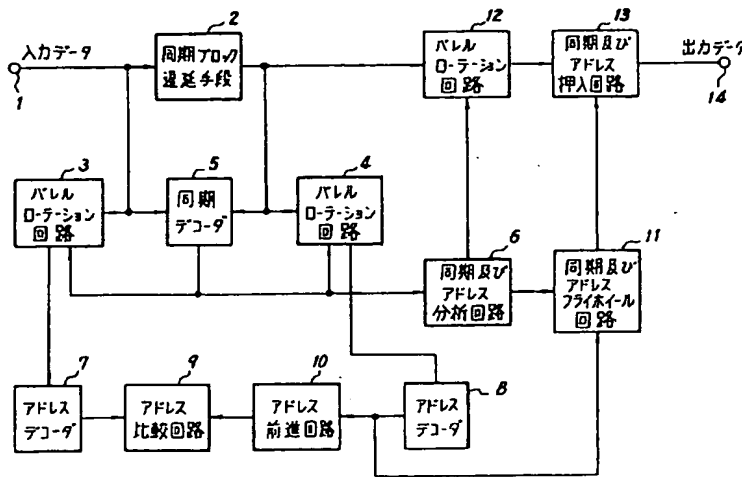 2
12
13
入力データ
同期ブロック
遅延手段
バレル
ローテーション
回路
同期及び
アドレス
挿入回路
出力データ
1
14
3
5
4
バレル
ローテーション
回路
同期
デコーダ
バレル
ローテーション
回路
6
11
同期及び
アドレス
分析回路
同期及び
アドレス
フライホイール
回路
7
9
10
8
アドレス
デコーダ
アドレス
比較回路
アドレス
前進回路
アドレス
デコーダ